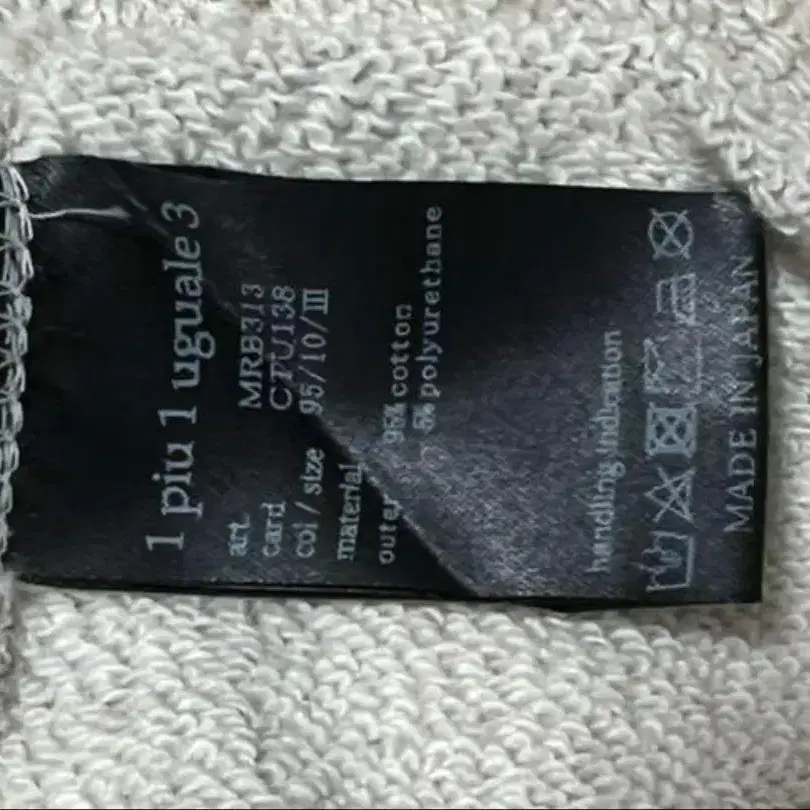 1 piu 1 uguale 3
art. MRB313
card CTU138
col / size 95/10/III
material
outer 95% cotton
5% polyurethane
handling indication
MADE IN JAPAN